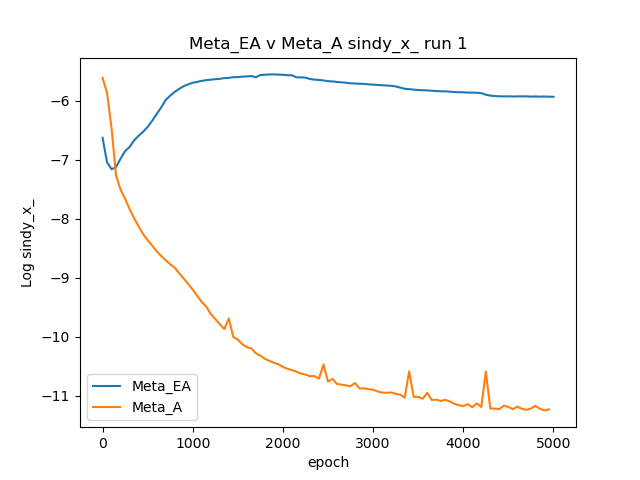 Meta_EA v Meta_A sindy_x_ run 1
Log sindy_x_
−6
−7
−8
−9
−10
−11
Meta_EA
Meta_A
0
1000
2000
3000
4000
5000
epoch